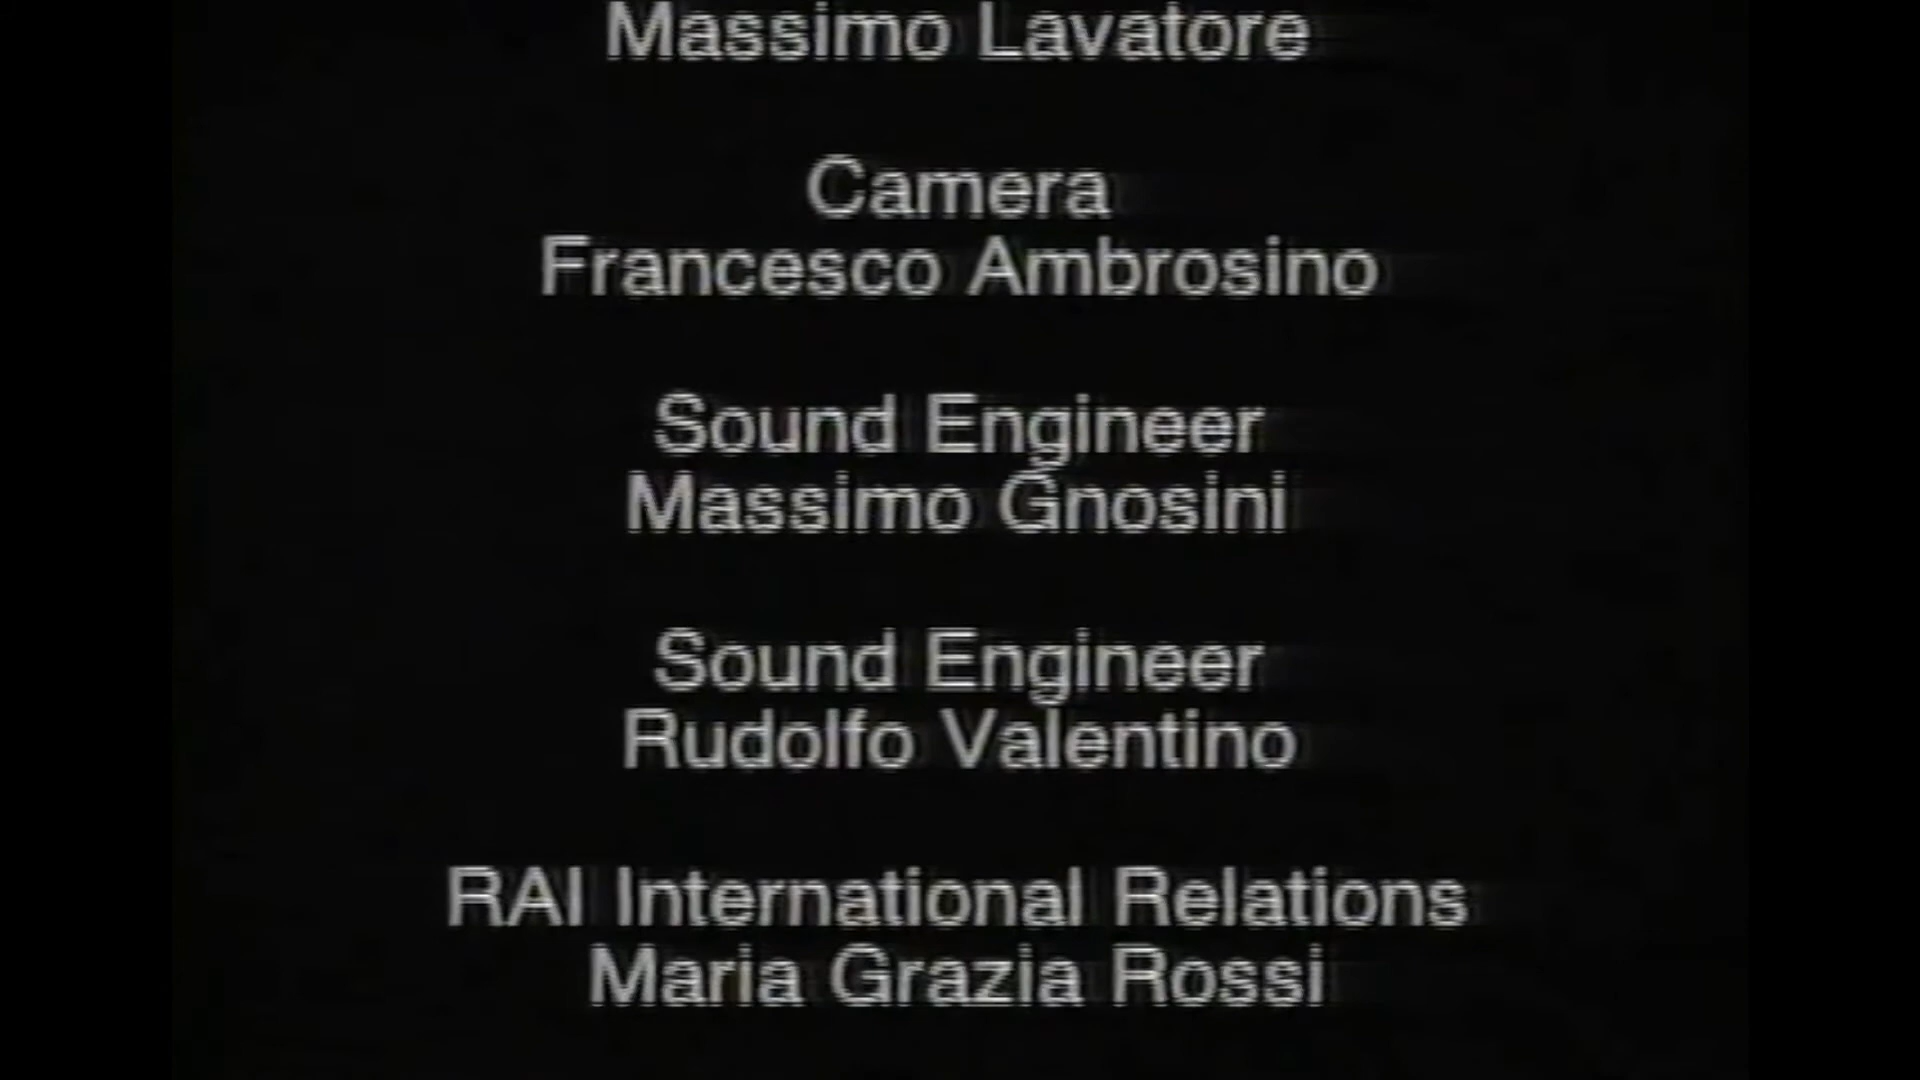 Massimo Lavatore
Camera
Francesco Ambrosino
Sound Engineer
Massimo Gnosini
Sound Engineer
Rudolfo Valentino
RAI International Relations
Maria Grazia Rossi